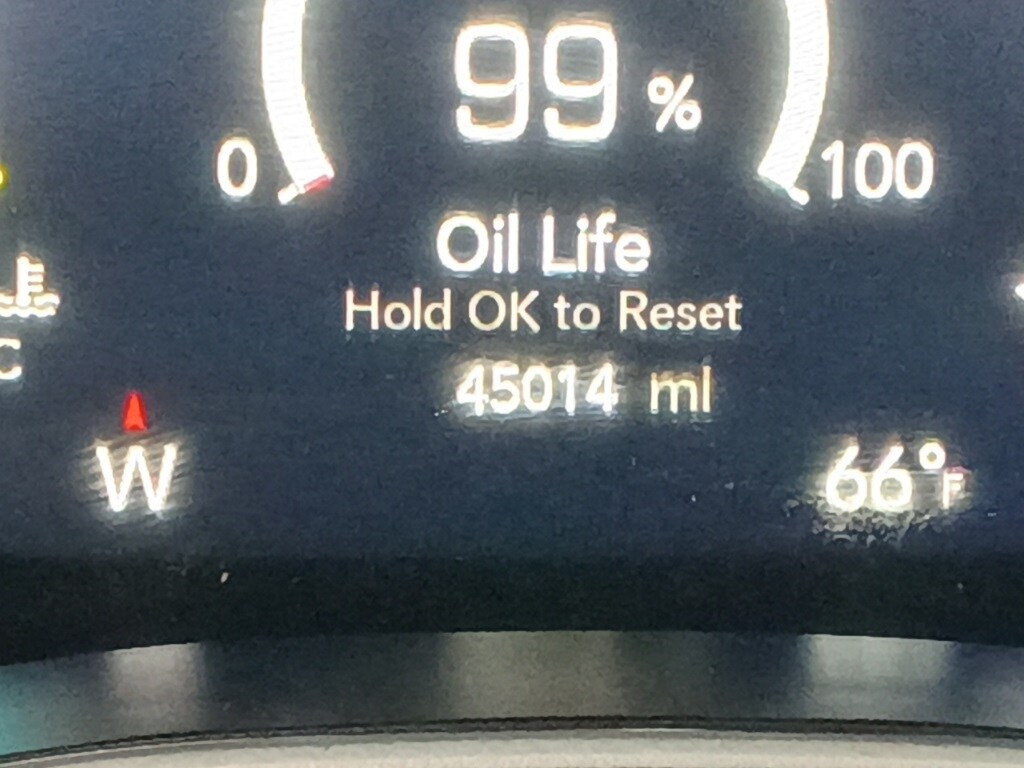 99 %
0
100
Oil Life
Hold OK to Reset
45014 mi
C
W
66°F